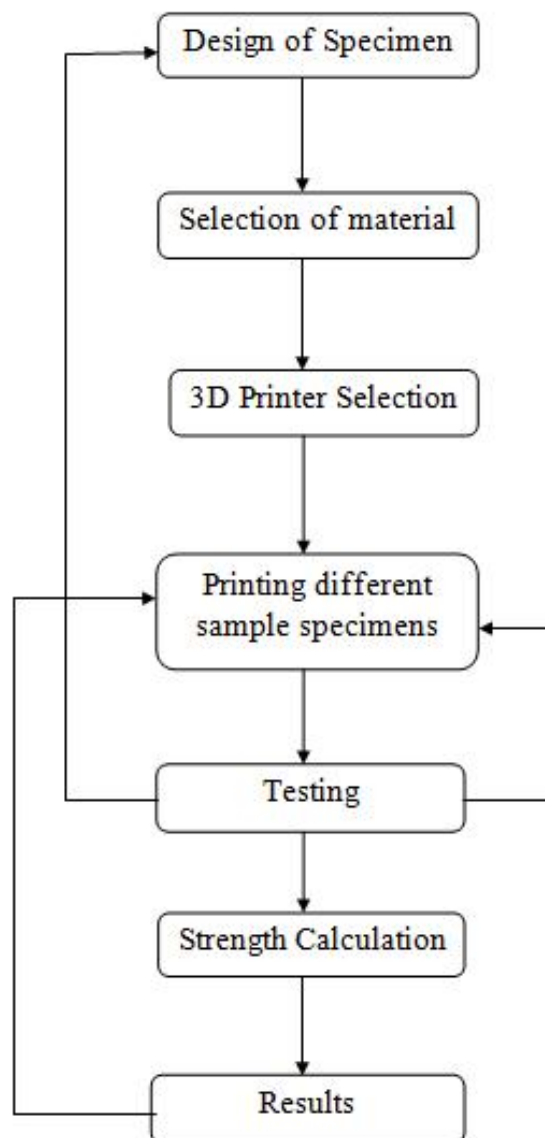 Design of Specimen
Selection of material
3D Printer Selection
Printing different
sample specimens
Testing
Strength Calculation
Results